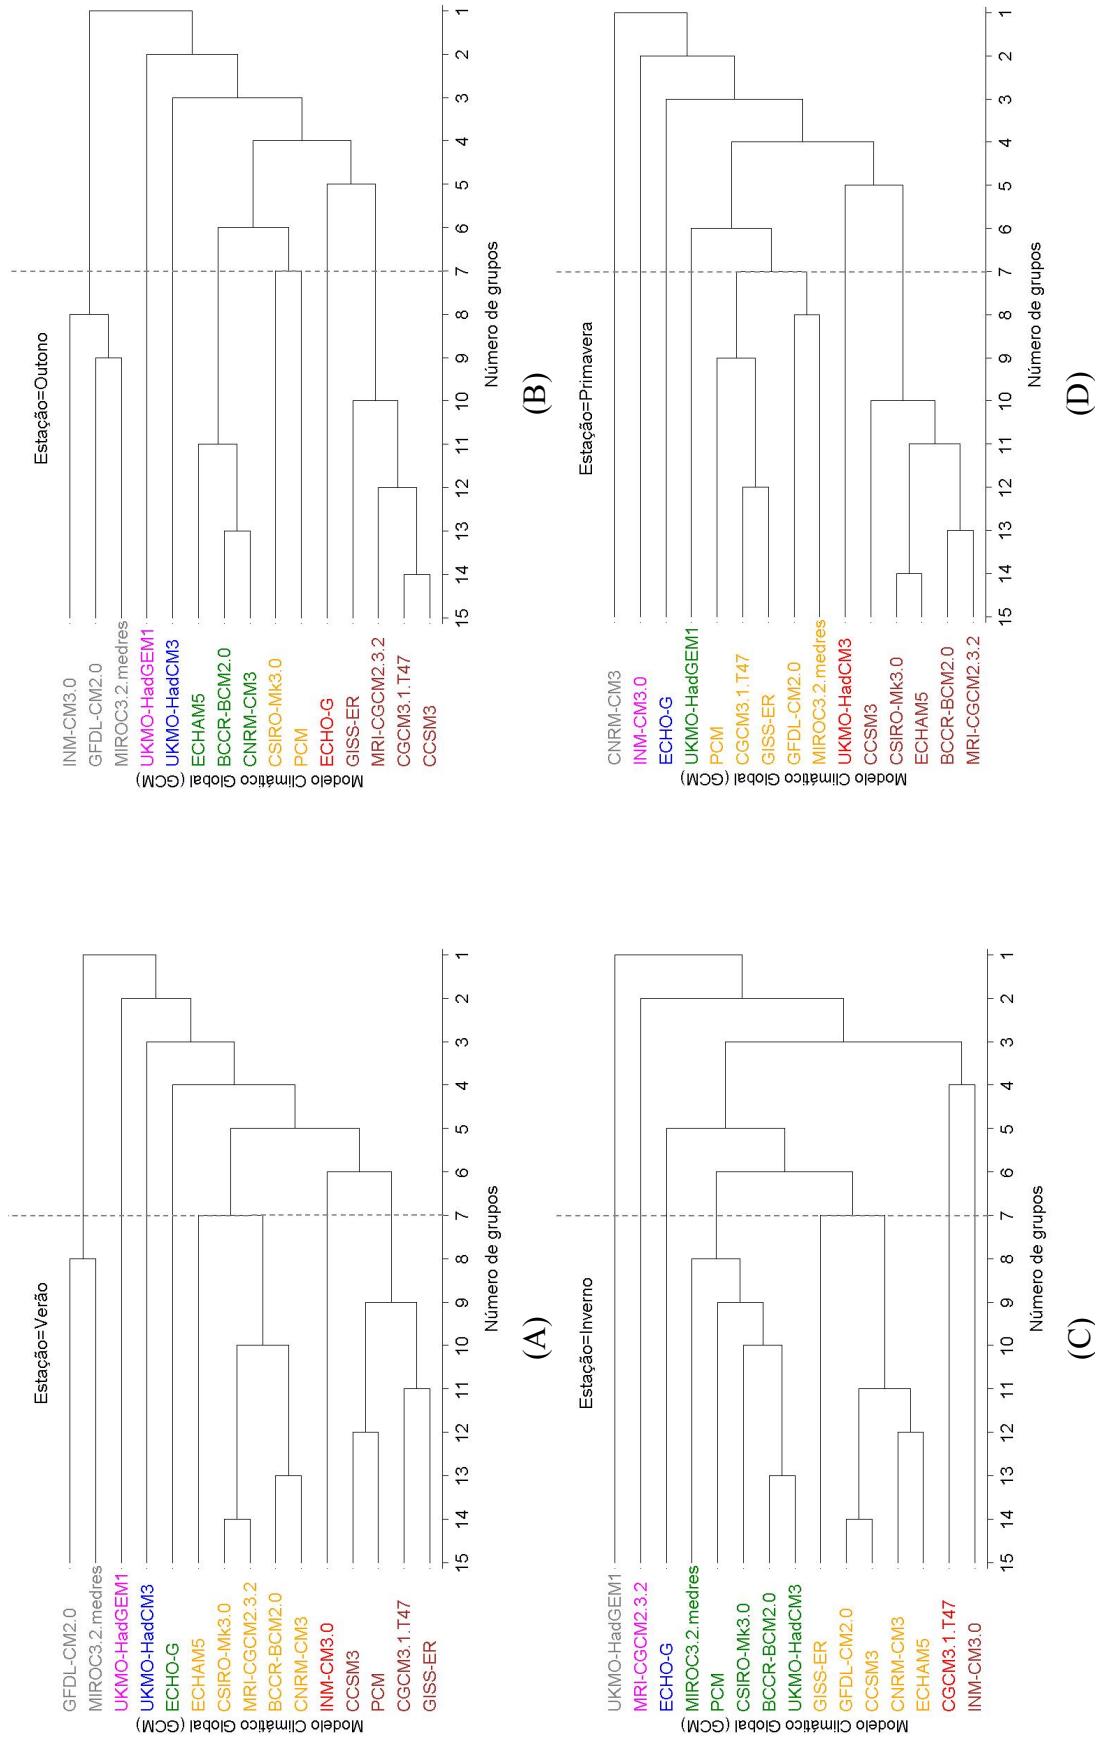 Estação=Verão
Modelo Climático Global (GCM)
GFDL-CM2.0
MIROC3.2.medres
UKMO-HadGEM1
UKMO-HadCM3
ECHO-G
ECHAM5
CSIRO-Mk3.0
MRI-CGCM2.3.2
BCCR-BCM2.0
CNRM-CM3
INM-CM3.0
CCSM3
PCM
CGCM3.1.T47
GISS-ER
15 14 13 12 11 10 9 8 7 6 5 4 3 2 1
Número de grupos
(A)
Estação=Outono
Modelo Climático Global (GCM)
INM-CM3.0
GFDL-CM2.0
MIROC3.2.medres
UKMO-HadGEM1
UKMO-HadCM3
ECHAM5
BCCR-BCM2.0
CNRM-CM3
CSIRO-Mk3.0
PCM
ECHO-G
GISS-ER
MRI-CGCM2.3.2
CGCM3.1.T47
CCSM3
15 14 13 12 11 10 9 8 7 6 5 4 3 2 1
Número de grupos
(B)
Estação=Inverno
Modelo Climático Global (GCM)
UKMO-HadGEM1
MRI-CGCM2.3.2
ECHO-G
MIROC3.2.medres
PCM
CSIRO-Mk3.0
BCCR-BCM2.0
UKMO-HadCM3
GISS-ER
GFDL-CM2.0
CCSM3
CNRM-CM3
ECHAM5
CGCM3.1.T47
INM-CM3.0
15 14 13 12 11 10 9 8 7 6 5 4 3 2 1
Número de grupos
(C)
Estação=Primavera
Modelo Climático Global (GCM)
CNRM-CM3
INM-CM3.0
ECHO-G
UKMO-HadGEM1
PCM
CGCM3.1.T47
GISS-ER
GFDL-CM2.0
MIROC3.2.medres
UKMO-HadCM3
CCSM3
CSIRO-Mk3.0
ECHAM5
BCCR-BCM2.0
MRI-CGCM2.3.2
15 14 13 12 11 10 9 8 7 6 5 4 3 2 1
Número de grupos
(D)